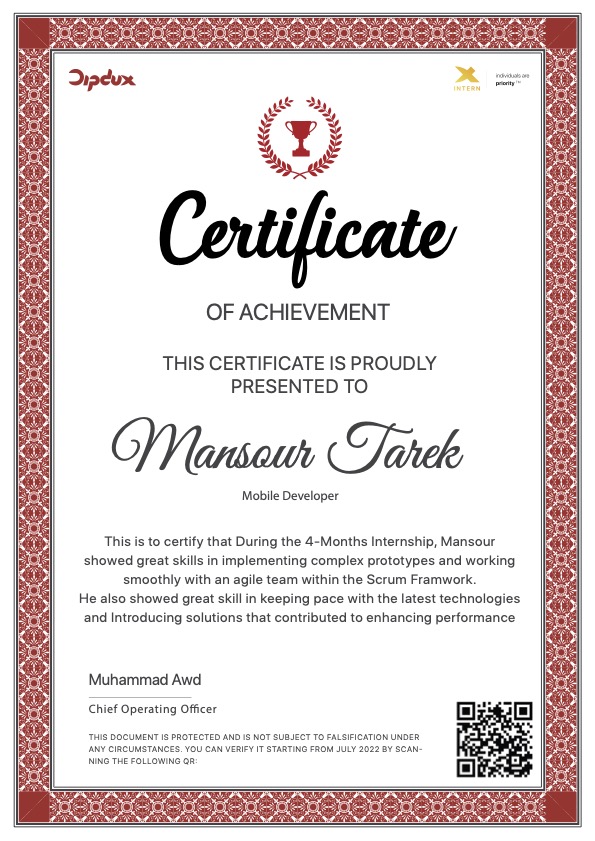 Dipdux
INTERN
individuals are
priority™
Certificate
OF ACHIEVEMENT
THIS CERTIFICATE IS PROUDLY
PRESENTED TO
Mansour Tarek
Mobile Developer
This is to certify that During the 4-Months Internship, Mansour
showed great skills in implementing complex prototypes and working
smoothly with an agile team within the Scrum Framwork.
He also showed great skill in keeping pace with the latest technologies
and Introducing solutions that contributed to enhancing performance
Muhammad Awd
Chief Operating Officer
THIS DOCUMENT IS PROTECTED AND IS NOT SUBJECT TO FALSIFICATION UNDER
ANY CIRCUMSTANCES. YOU CAN VERIFY IT STARTING FROM JULY 2022 BY SCAN-
NING THE FOLLOWING QR: